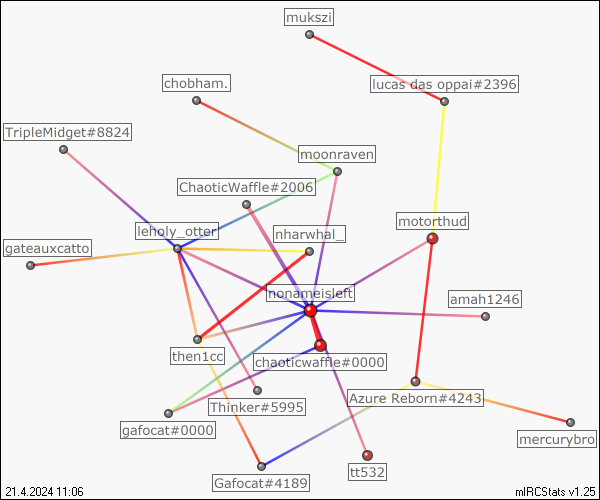 mukszi
chobham.
lucas das oppai#2396
TripleMidget#8824
moonraven
ChaoticWaffle#2006
motorthud
leholy_otter
nharwhal_
gateauxcatto
nonameisleft
amah1246
then1cc
chaoticwaffle#0000
Thinker#5995
Azure Reborn#4243
gafocat#0000
mercurybro
tt532
Gafocat#4189
21.4.2024 11:06
mIRCStats v1.25